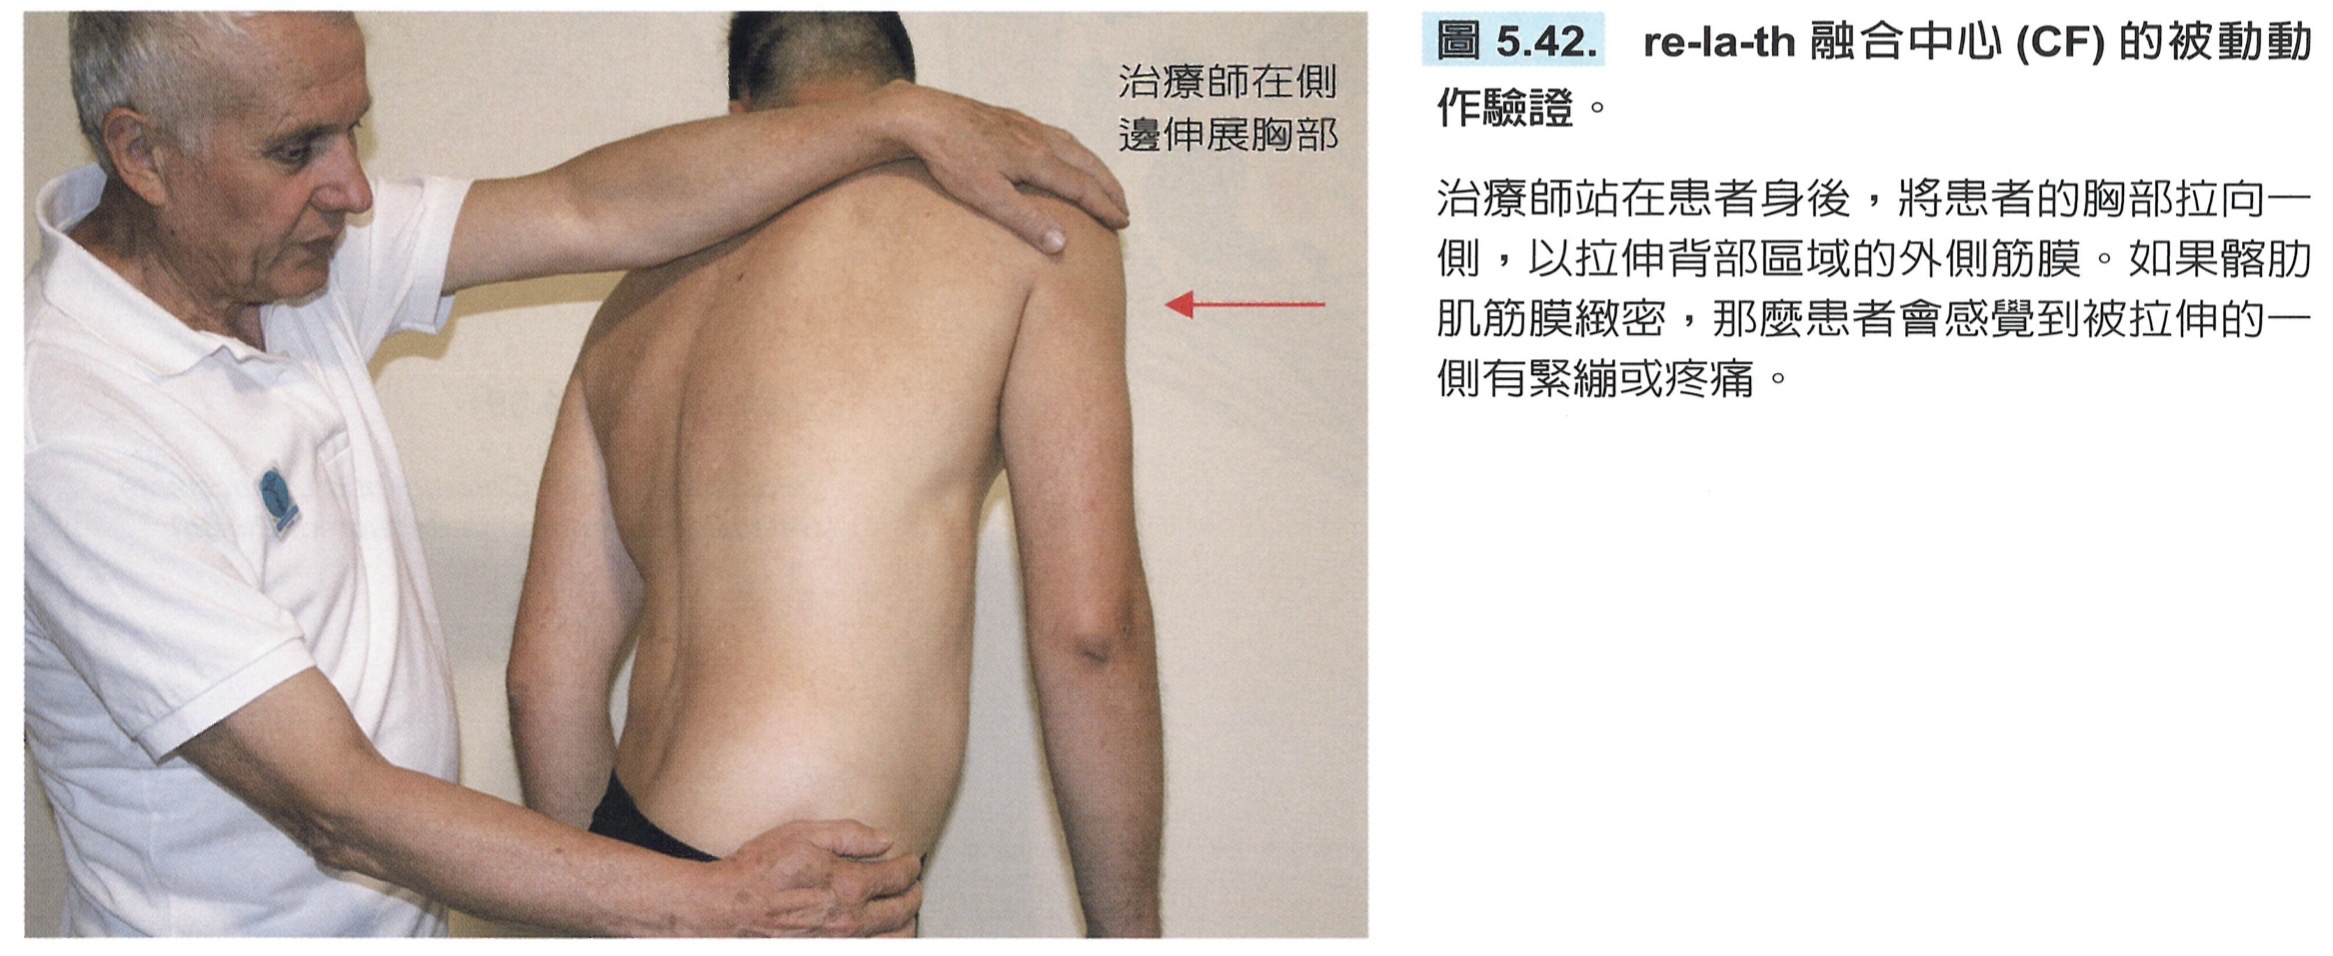 治療師在側
邊伸展胸部
圖 5.42. re-la-th 融合中心 (CF) 的被動動
作驗證。
治療師站在患者身後，將患者的胸部拉向一
側，以拉伸背部區域的外側筋膜。如果髂肋
肌筋膜緻密，那麼患者會感覺到被拉伸的一
側有緊繃或疼痛。